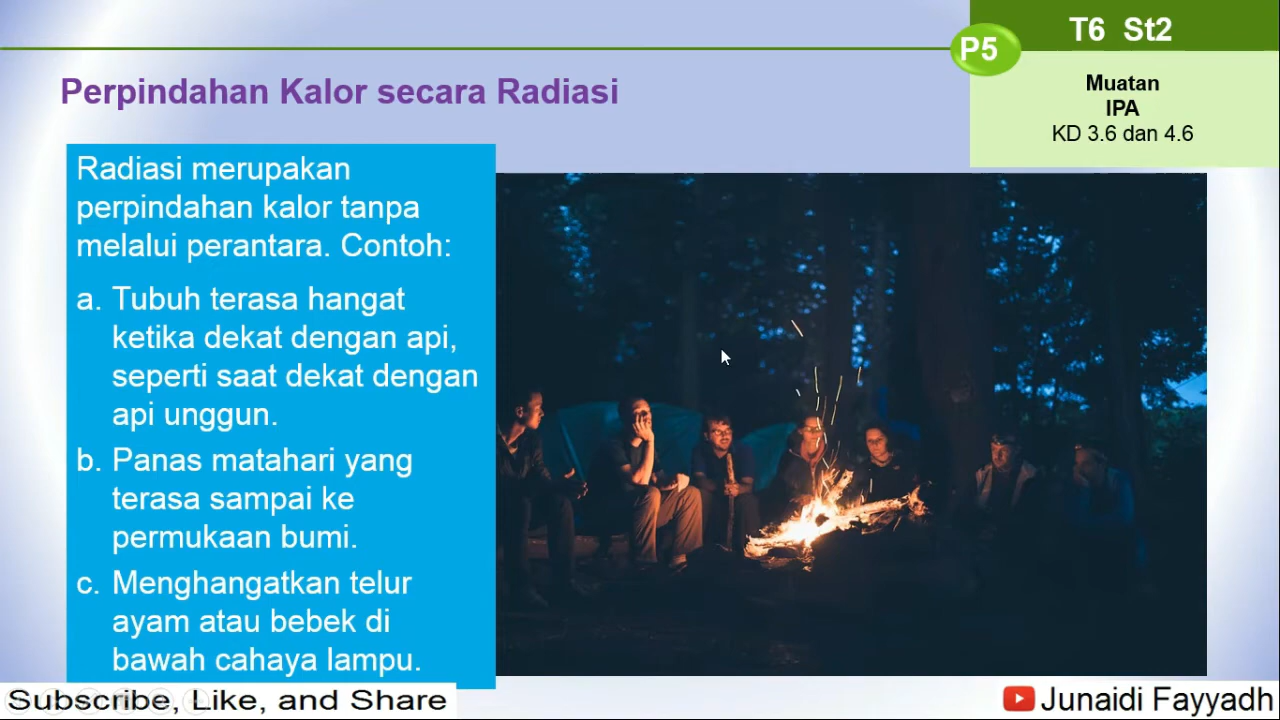 T6 St2
P5
Muatan
IPA
KD 3.6 dan 4.6
Perpindahan Kalor secara Radiasi
Radiasi merupakan
perpindahan kalor tanpa
melalui perantara. Contoh:
a. Tubuh terasa hangat
ketika dekat dengan api,
seperti saat dekat dengan
api unggun.
b. Panas matahari yang
terasa sampai ke
permukaan bumi.
c. Menghangatkan telur
ayam atau bebek di
bawah cahaya lampu.
Subscribe, Like, and Share
Junaidi Fayyadh